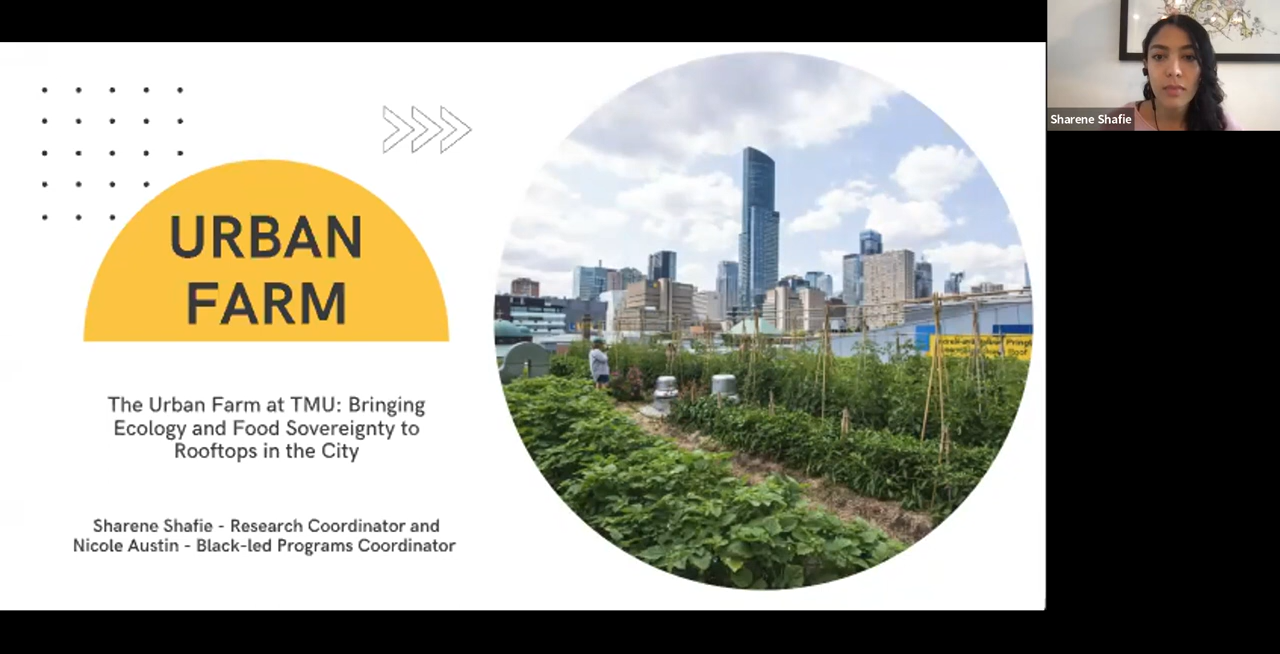 URBAN
FARM
The Urban Farm at TMU: Bringing
Ecology and Food Sovereignty to
Rooftops in the City
Sharene Shafie - Research Coordinator and
Nicole Austin - Black-led Programs Coordinator
Sharene Shafie